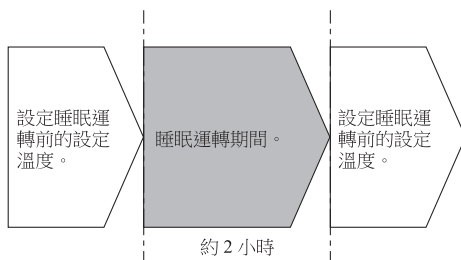 設定睡眠運
轉前的設定
溫度。
睡眠運轉期間。
設定睡眠運
轉前的設定
溫度。
約 2 小時